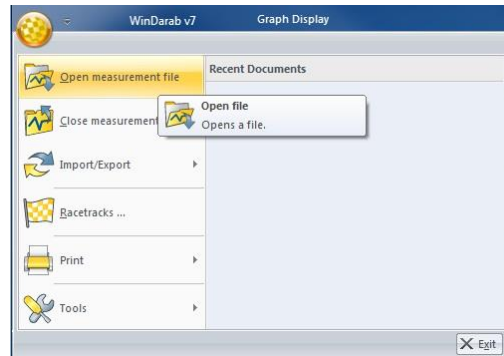 WinDarab v7 Graph Display
Open measurement file
Recent Documents
Open file
Opens a file.
Close measurement
Import/Export
Racetracks ...
Print
Tools
Exit